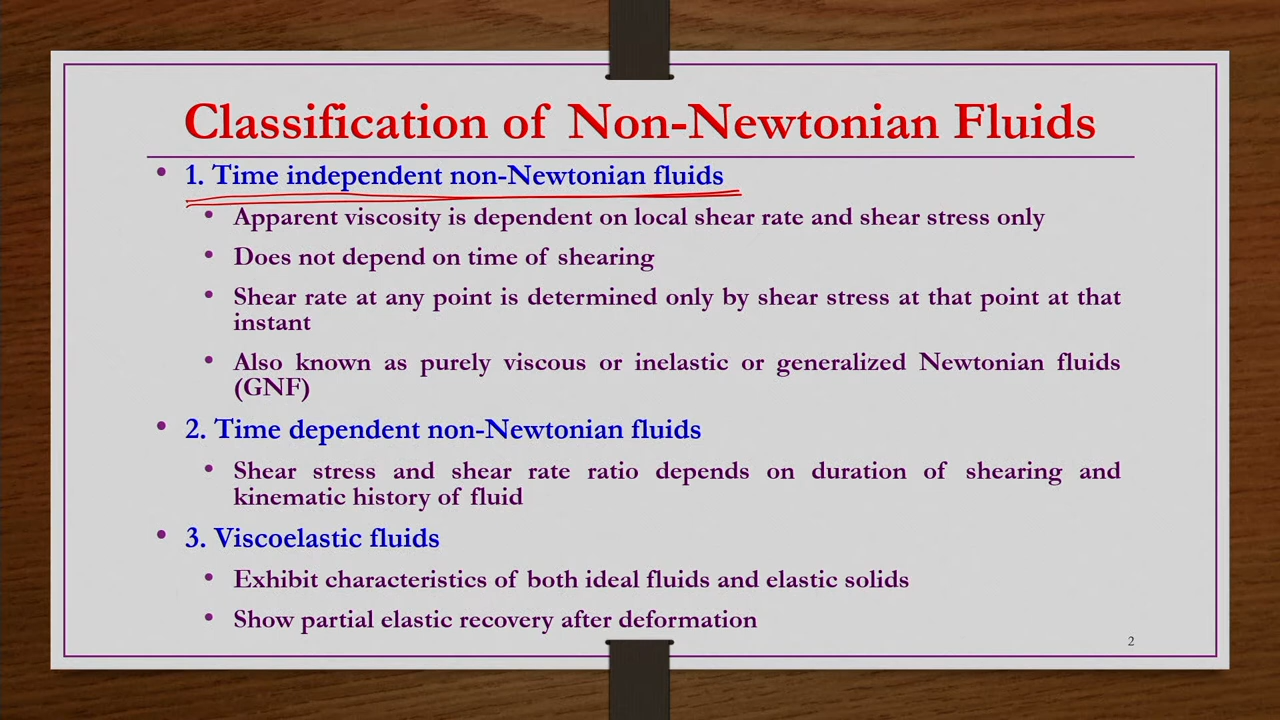 Classification of Non-Newtonian Fluids
• 1. Time independent non-Newtonian fluids
• Apparent viscosity is dependent on local shear rate and shear stress only
• Does not depend on time of shearing
• Shear rate at any point is determined only by shear stress at that point at that
instant
• Also known as purely viscous or inelastic or generalized Newtonian fluids
(GNF)
• 2. Time dependent non-Newtonian fluids
• Shear stress and shear rate ratio depends on duration of shearing and
kinematic history of fluid
• 3. Viscoelastic fluids
• Exhibit characteristics of both ideal fluids and elastic solids
• Show partial elastic recovery after deformation
2